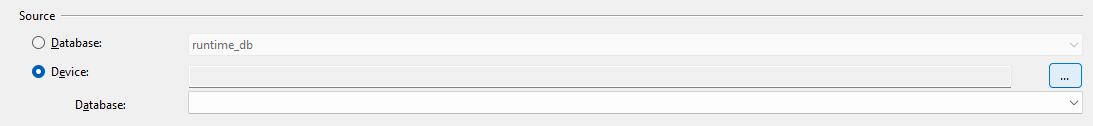 Source
Database: runtime_db
Device: ...
Database: